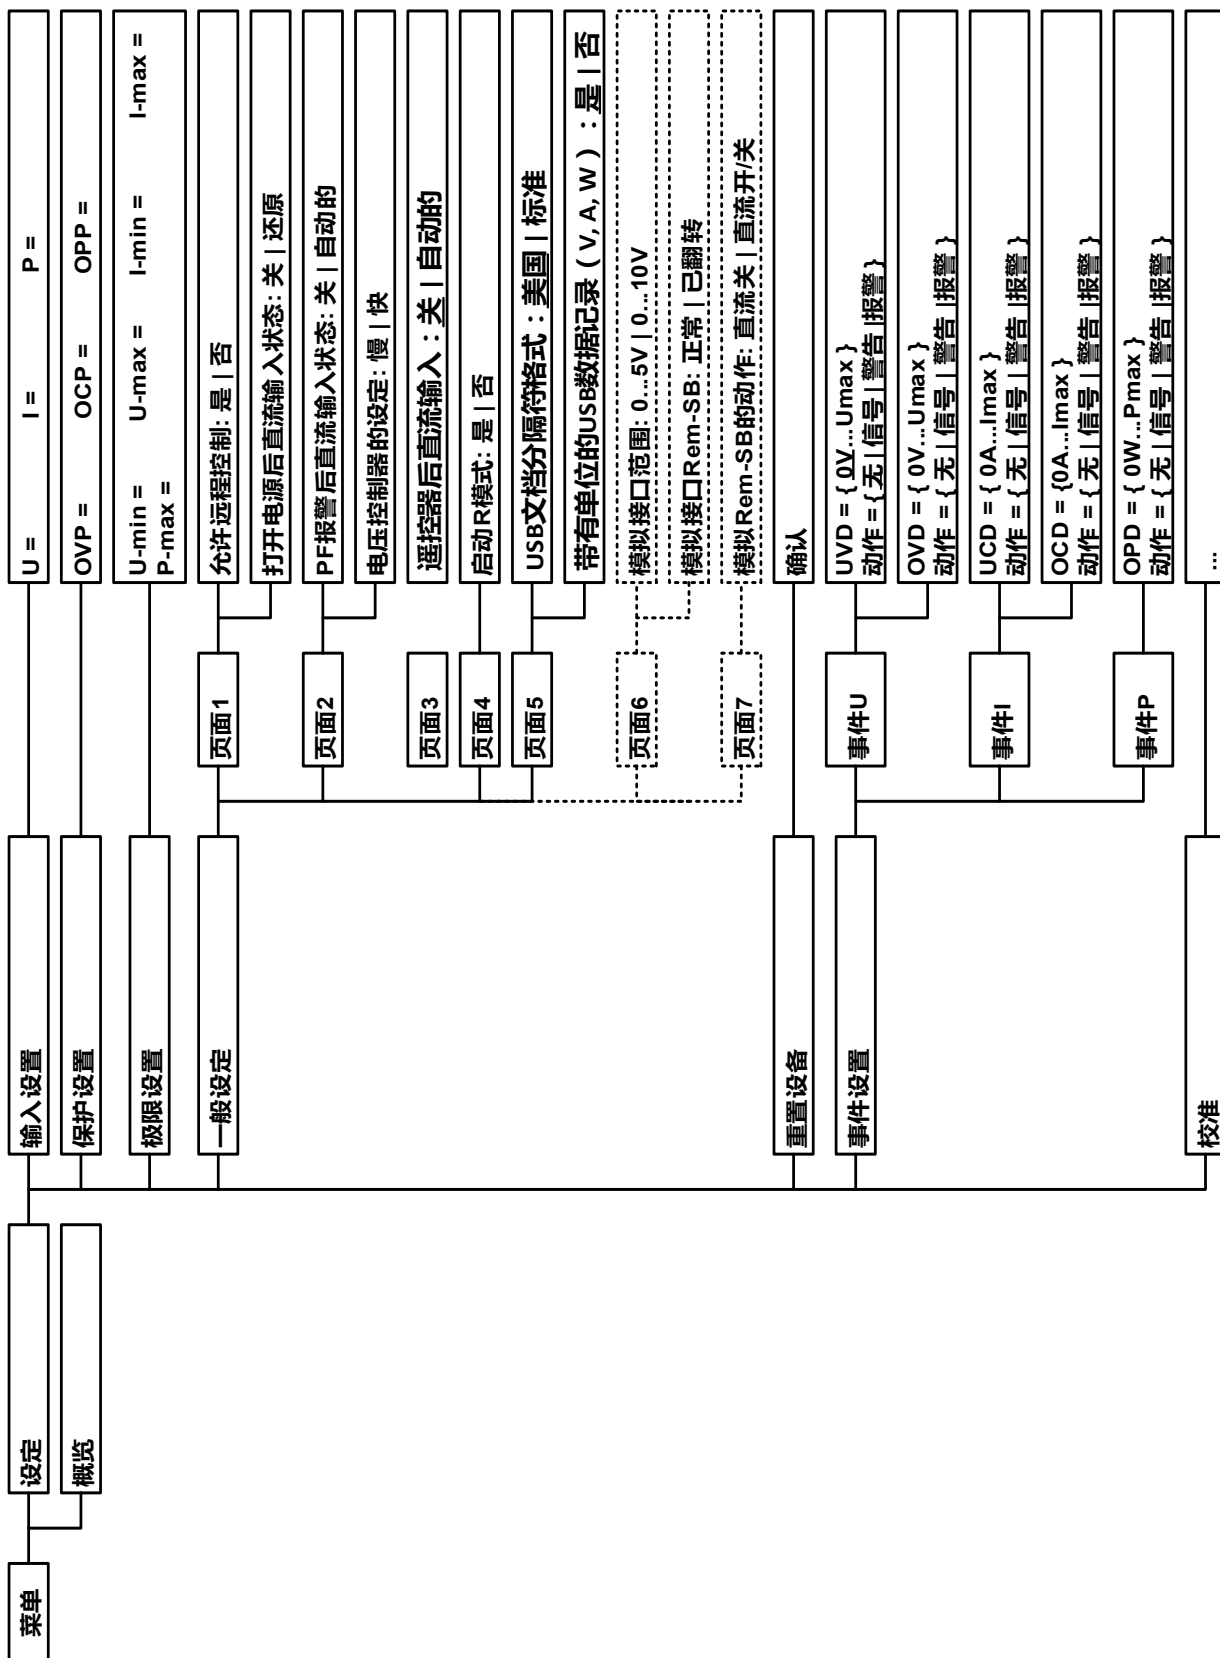 菜单
设定
概览
输入设置
U = I = P =
保护设置
OVP = OCP = OPP =
极限设置
U-min = U-max = I-min = I-max =
P-max =
一般设定
页面1
允许远程控制: 是 | 否
打开电源后直流输入状态: 关 | 还原
页面2
PF报警后直流输入状态: 关 | 自动的
电压控制器的设定: 慢 | 快
页面3
遥控器后直流输入：关 | 自动的
页面4
启动R模式: 是 | 否
页面5
USB文档分隔符格式：美国 | 标准
带有单位的USB数据记录（V, A, W）：是 | 否
页面6
模拟接口范围: 0...5V | 0...10V
模拟接口Rem-SB: 正常 | 已翻转
页面7
模拟Rem-SB的动作: 直流关 | 直流开/关
重置设备
确认
事件设置
事件U
UVD = { 0V...Umax }
动作 = { 无 | 信号 | 警告 |报警 }
OVD = { 0V...Umax }
动作 = { 无 | 信号 | 警告 |报警 }
事件I
UCD = { 0A...Imax }
动作 = { 无 | 信号 | 警告 |报警 }
OCD = {0A...Imax }
动作 = { 无 | 信号 | 警告 |报警 }
事件P
OPD = { 0W...Pmax }
动作 = { 无 | 信号 | 警告 |报警 }
校准
...